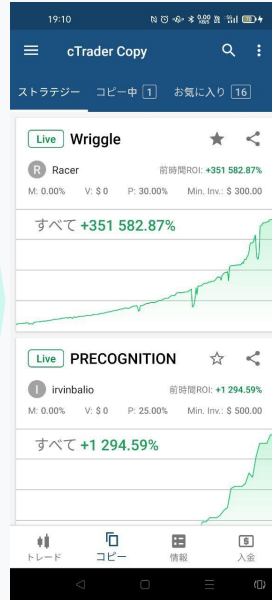 19:10
cTrader Copy
ストラテジー コピー中 1 お気に入り 16
Live Wriggle
R Racer 前時間ROI: +351 582.87%
M: 0.00% V: $ 0 P: 30.00% Min. Inv.: $ 300.00
すべて +351 582.87%
Live PRECOGNITION
I irvinbalio 前時間ROI: +1 294.59%
M: 0.00% V: $ 0 P: 25.00% Min. Inv.: $ 500.00
すべて +1 294.59%
トレード コピー 情報 入金